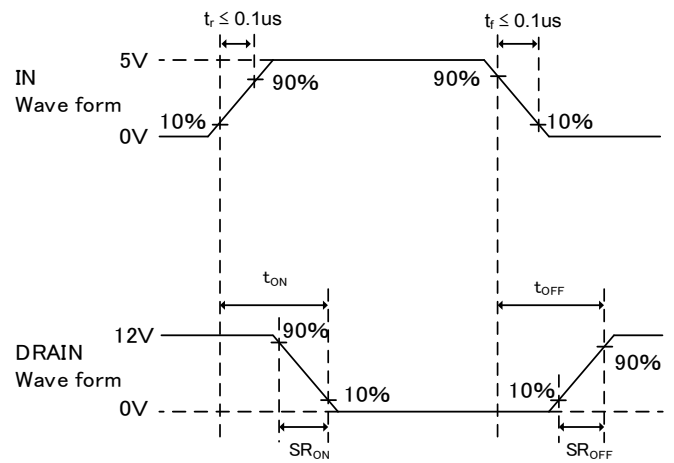 tr ≤ 0.1us
tf ≤ 0.1us
5V
IN
Wave form
90%
90%
10%
10%
0V
tON
tOFF
12V
90%
DRAIN
Wave form
90%
10%
10%
0V
SRON
SROFF